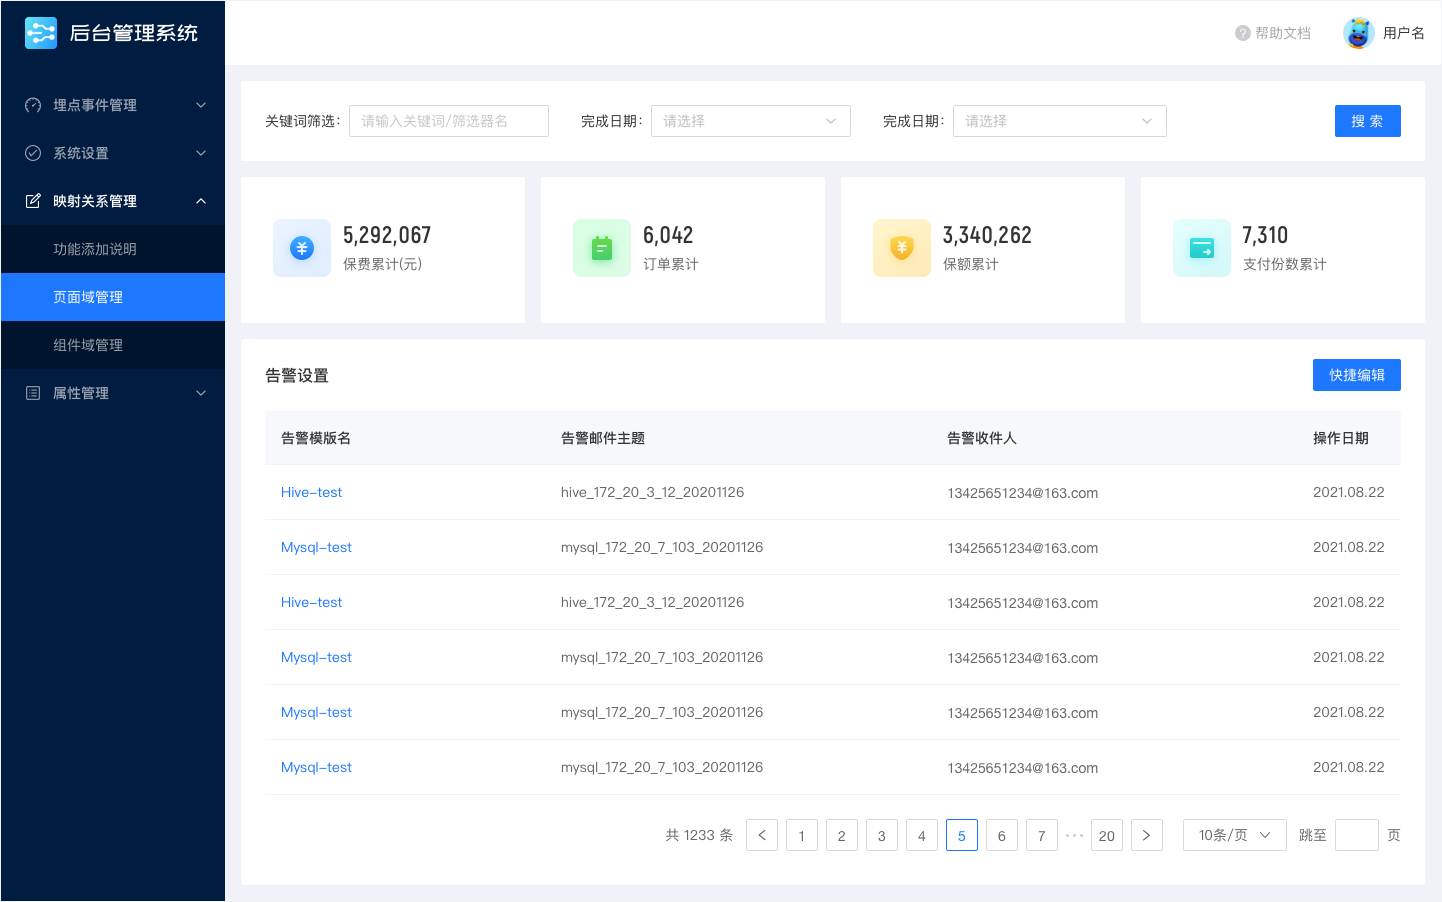 后台管理系统
帮助文档
用户名
埋点事件管理
系统设置
映射关系管理
功能添加说明
页面域管理
组件域管理
属性管理
关键词筛选：
请输入关键词/筛选器名
完成日期：
请选择
完成日期：
请选择
搜 索
5,292,067
保费累计(元)
6,042
订单累计
3,340,262
保额累计
7,310
支付份数累计
告警设置
快捷编辑
告警模版名 告警邮件主题 告警收件人 操作日期
Hive-test hive_172_20_3_12_20201126 13425651234@163.com 2021.08.22
Mysql-test mysql_172_20_7_103_20201126 13425651234@163.com 2021.08.22
Hive-test hive_172_20_3_12_20201126 13425651234@163.com 2021.08.22
Mysql-test mysql_172_20_7_103_20201126 13425651234@163.com 2021.08.22
Mysql-test mysql_172_20_7_103_20201126 13425651234@163.com 2021.08.22
Mysql-test mysql_172_20_7_103_20201126 13425651234@163.com 2021.08.22
共 1233 条 < 1 2 3 4 5 6 7 ··· 20 > 10条/页 跳至 页